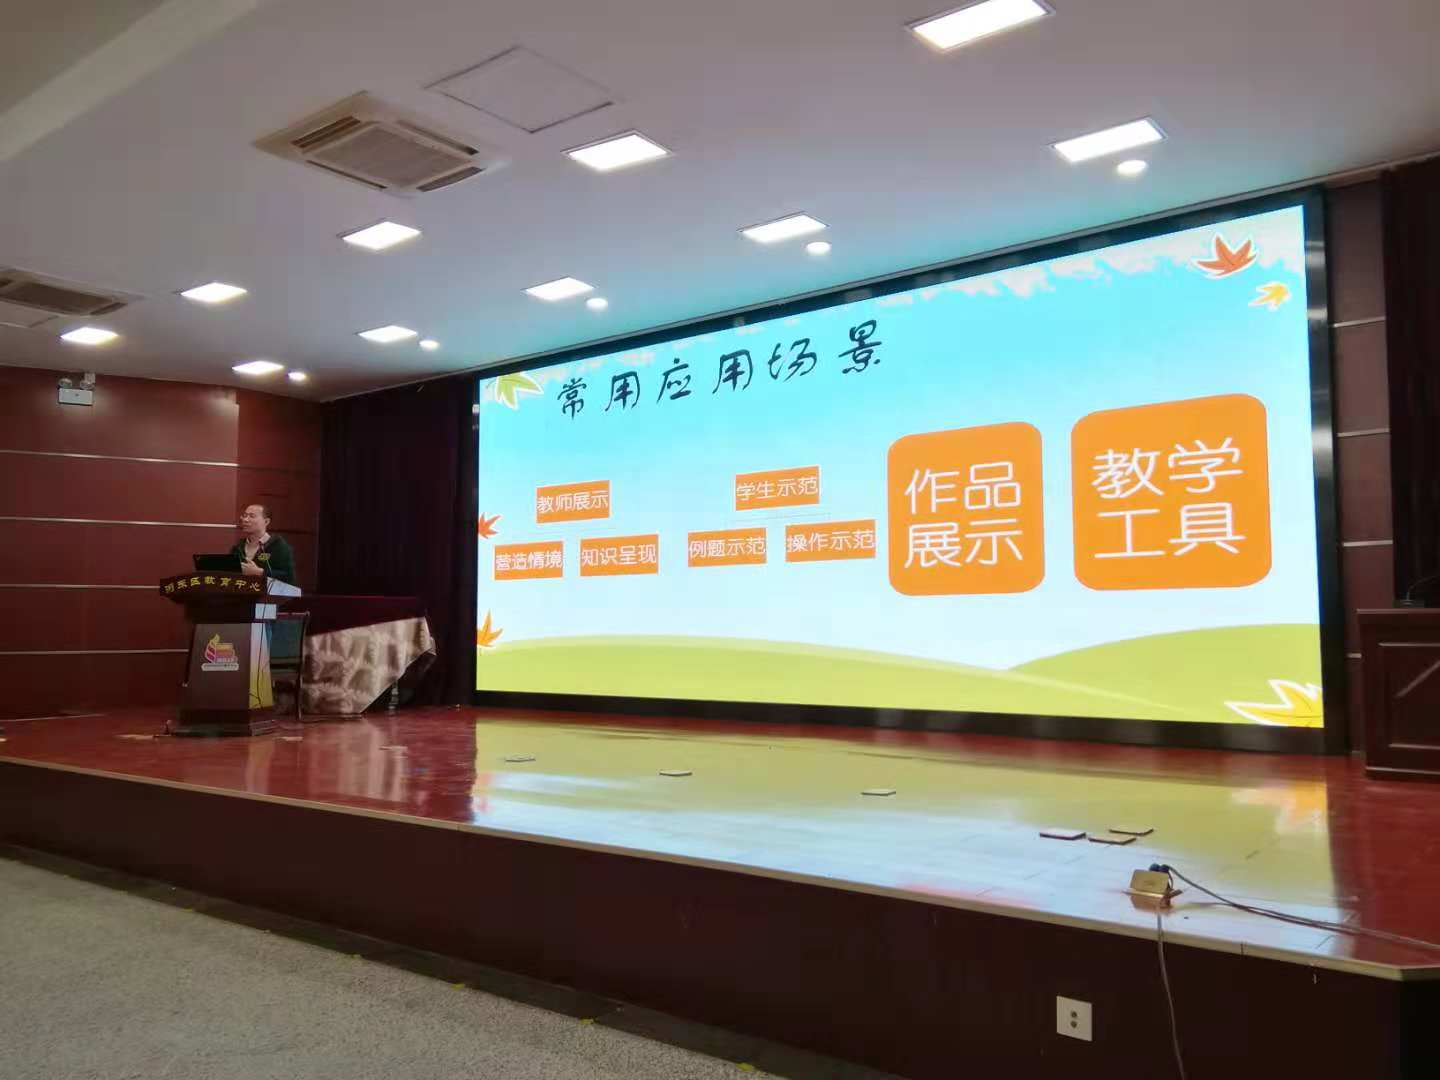 常用应用场景
教师展示
营造情境
知识呈现
学生示范
例题示范
操作示范
作品
展示
教学
工具
河东区教育中心